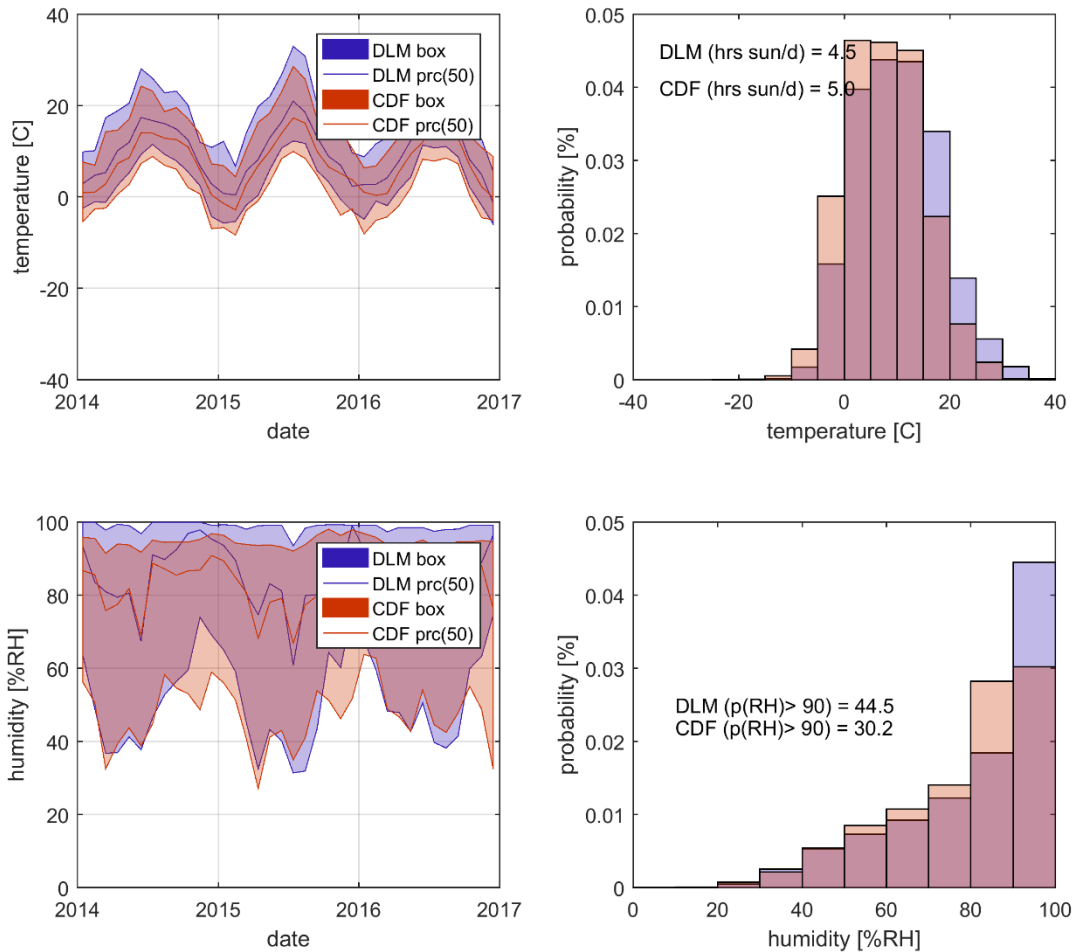 40
20
0
-20
-40
temperature [C]
2014
2015
2016
2017
date
DLM box
DLM prc(50)
CDF box
CDF prc(50)
0.05
0.04
0.03
0.02
0.01
0
probability [%]
DLM (hrs sun/d) = 4.5
CDF (hrs sun/d) = 5.0
-40
-20
0
20
40
temperature [C]
100
80
60
40
20
0
humidity [%RH]
2014
2015
2016
2017
date
DLM box
DLM prc(50)
CDF box
CDF prc(50)
0.05
0.04
0.03
0.02
0.01
0
probability [%]
DLM (p(RH)> 90) = 44.5
CDF (p(RH)> 90) = 30.2
0
20
40
60
80
100
humidity [%RH]